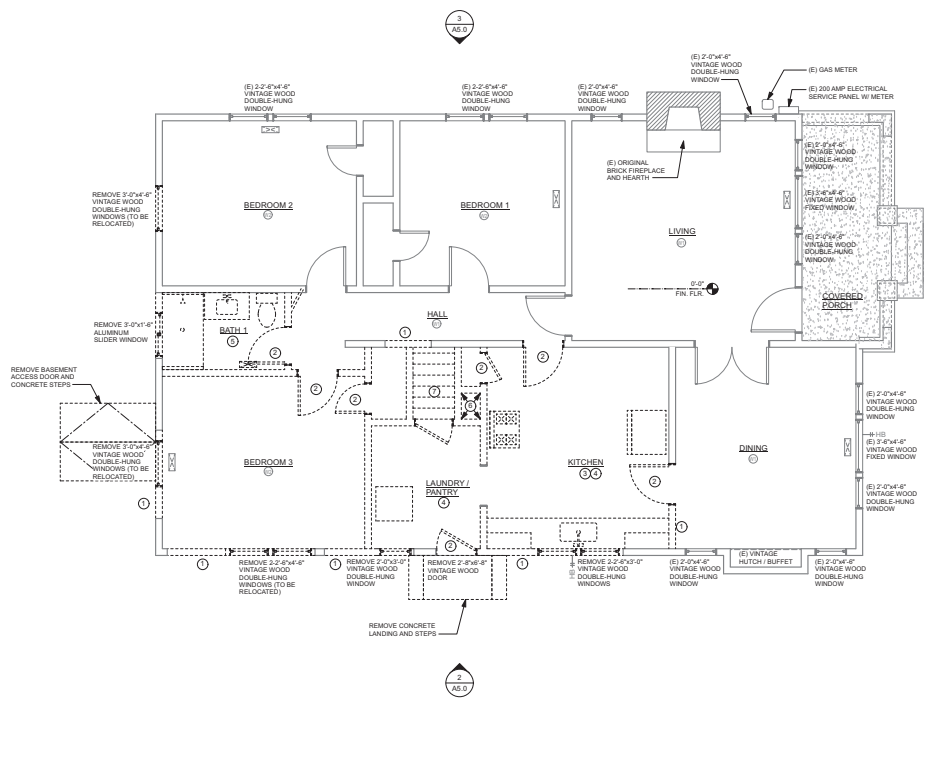 3
A5.0
(E) 2'-0"x4'-6"
VINTAGE WOOD
DOUBLE-HUNG
WINDOW
(E) GAS METER
(E) 200 AMP ELECTRICAL
SERVICE PANEL W/ METER
(E) 2-2'-6"x4'-6"
VINTAGE WOOD
DOUBLE-HUNG
WINDOW
(E) 2-2'-6"x4'-6"
VINTAGE WOOD
DOUBLE-HUNG
WINDOW
(E) 2'-0"x4'-6"
VINTAGE WOOD
DOUBLE-HUNG
WINDOW
(E) ORIGINAL
BRICK FIREPLACE
AND HEARTH
(E) 2'-0"x4'-6"
VINTAGE WOOD
DOUBLE-HUNG
WINDOW
(E) 3'-6"x4'-6"
VINTAGE WOOD
FIXED WINDOW
(E) 2'-0"x4'-6"
VINTAGE WOOD
DOUBLE-HUNG
WINDOW
REMOVE 3'-0"x4'-6"
VINTAGE WOOD
DOUBLE-HUNG
WINDOWS (TO BE
RELOCATED)
BEDROOM 2
BEDROOM 1
LIVING
0'-0"
FIN. FLR.
COVERED
PORCH
HALL
BATH 1
5
2
1
REMOVE 3'-0"x1'-6"
ALUMINUM
SLIDER WINDOW
REMOVE BASEMENT
ACCESS DOOR AND
CONCRETE STEPS
2
2
7
2
6
2
REMOVE 3'-0"x4'-6"
VINTAGE WOOD
DOUBLE-HUNG
WINDOWS (TO BE
RELOCATED)
1
BEDROOM 3
LAUNDRY /
PANTRY
4
KITCHEN
3 4
2
1
DINING
(E) 2'-0"x4'-6"
VINTAGE WOOD
DOUBLE-HUNG
WINDOW
HB
(E) 3'-6"x4'-6"
VINTAGE WOOD
FIXED WINDOW
(E) 2'-0"x4'-6"
VINTAGE WOOD
DOUBLE-HUNG
WINDOW
2
1
REMOVE 2-2'-6"x4'-6"
VINTAGE WOOD
DOUBLE-HUNG
WINDOWS (TO BE
RELOCATED)
1
REMOVE 2'-0"x3'-0"
VINTAGE WOOD
DOUBLE-HUNG
WINDOW
REMOVE 2'-8"x6'-8"
VINTAGE WOOD
DOOR
1
HB
REMOVE 2-2'-6"x3'-0"
VINTAGE WOOD
DOUBLE-HUNG
WINDOWS
(E) 2'-0"x4'-6"
VINTAGE WOOD
DOUBLE-HUNG
WINDOW
(E) VINTAGE
HUTCH / BUFFET
(E) 2'-0"x4'-6"
VINTAGE WOOD
DOUBLE-HUNG
WINDOW
REMOVE CONCRETE
LANDING AND STEPS
2
A5.0